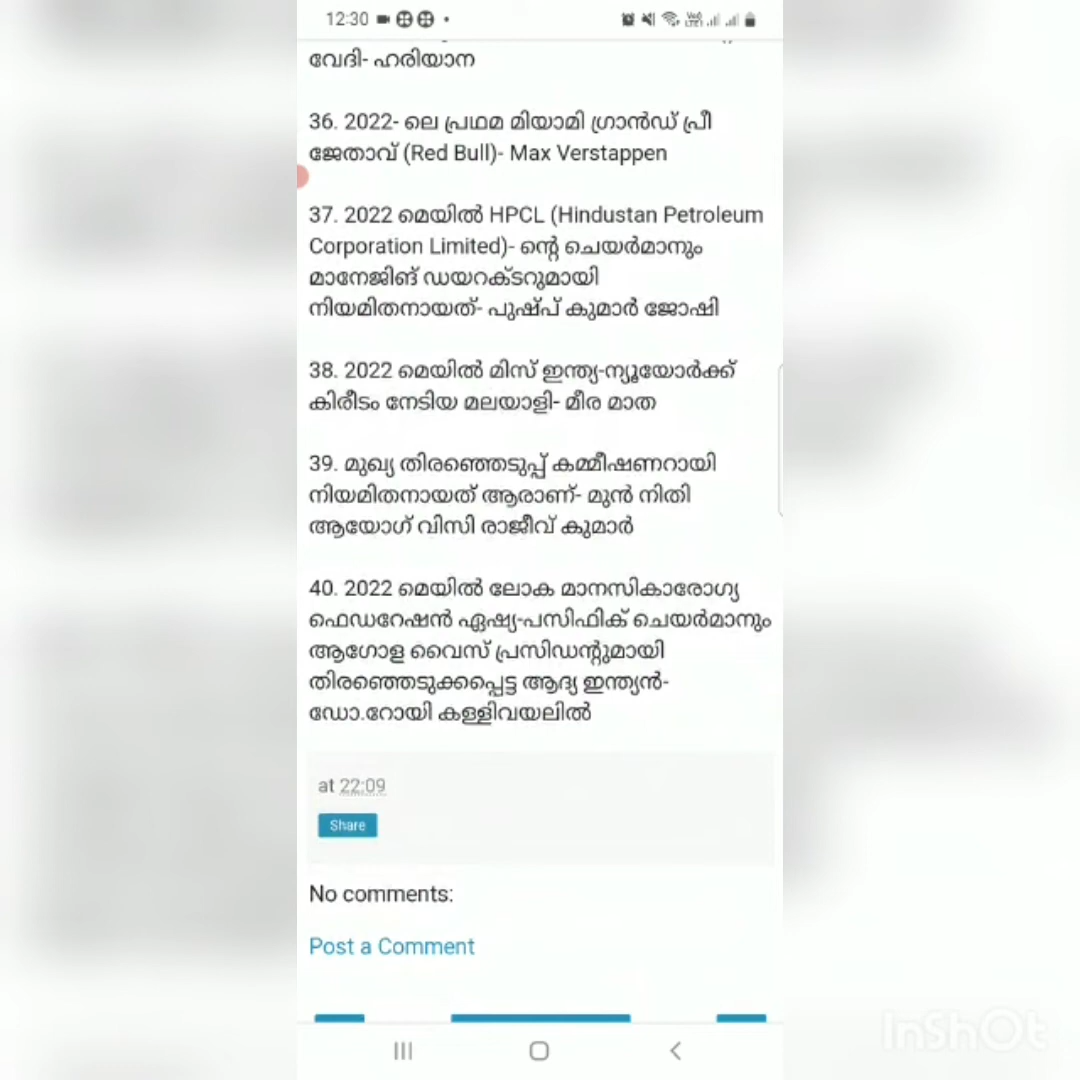 12:30
വേദി- ഹരിയാന
36. 2022- ലെ പ്രഥമ മിയാമി ഗ്രാൻഡ് പ്രീ
ജേതാവ് (Red Bull)- Max Verstappen
37. 2022 മെയിൽ HPCL (Hindustan Petroleum
Corporation Limited)- ന്റെ ചെയർമാനും
മാനേജിങ് ഡയറക്ടറുമായി
നിയമിതനായത്- പുഷ്പ് കുമാർ ജോഷി
38. 2022 മെയിൽ മിസ് ഇന്ത്യ-ന്യൂയോർക്ക്
കിരീടം നേടിയ മലയാളി- മീര മാത
39. മുഖ്യ തിരഞ്ഞെടുപ്പ് കമ്മീഷണറായി
നിയമിതനായത് ആരാണ്- മുൻ നിതി
ആയോഗ് വിസി രാജീവ് കുമാർ
40. 2022 മെയിൽ ലോക മാനസികാരോഗ്യ
ഫെഡറേഷൻ ഏഷ്യ-പസിഫിക് ചെയർമാനും
ആഗോള വൈസ് പ്രസിഡന്റുമായി
തിരഞ്ഞെടുക്കപ്പെട്ട ആദ്യ ഇന്ത്യൻ-
ഡോ.റോയി കള്ളിവയലിൽ
at 22:09
Share
No comments:
Post a Comment
InShOt